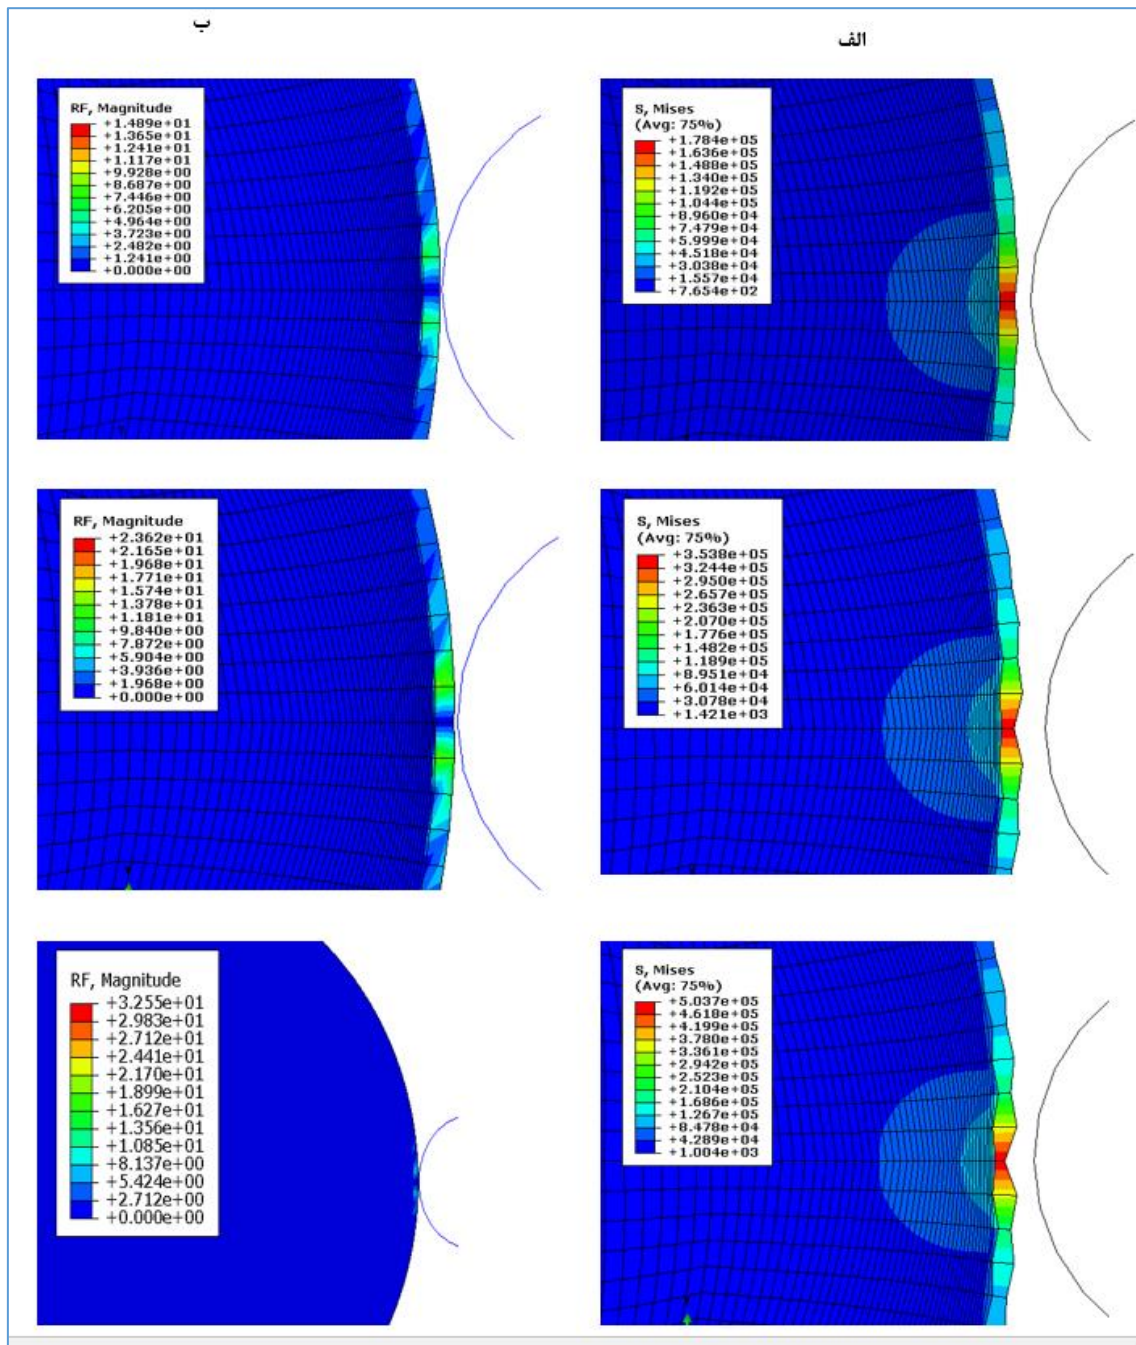 الف
ب
S, Mises
(Avg: 75%)
+1.784e+05
+1.636e+05
+1.488e+05
+1.340e+05
+1.192e+05
+1.044e+05
+8.960e+04
+7.479e+04
+5.999e+04
+4.518e+04
+3.038e+04
+1.557e+04
+7.654e+02
RF, Magnitude
+1.489e+01
+1.365e+01
+1.241e+01
+1.117e+01
+9.928e+00
+8.687e+00
+7.446e+00
+6.205e+00
+4.964e+00
+3.723e+00
+2.482e+00
+1.241e+00
+0.000e+00
S, Mises
(Avg: 75%)
+3.538e+05
+3.244e+05
+2.950e+05
+2.657e+05
+2.363e+05
+2.070e+05
+1.776e+05
+1.482e+05
+1.189e+05
+8.951e+04
+6.014e+04
+3.078e+04
+1.421e+03
RF, Magnitude
+2.362e+01
+2.165e+01
+1.968e+01
+1.771e+01
+1.574e+01
+1.378e+01
+1.181e+01
+9.840e+00
+7.872e+00
+5.904e+00
+3.936e+00
+1.968e+00
+0.000e+00
S, Mises
(Avg: 75%)
+5.037e+05
+4.618e+05
+4.199e+05
+3.780e+05
+3.361e+05
+2.942e+05
+2.523e+05
+2.104e+05
+1.686e+05
+1.267e+05
+8.478e+04
+4.289e+04
+1.004e+03
RF, Magnitude
+3.255e+01
+2.983e+01
+2.712e+01
+2.441e+01
+2.170e+01
+1.899e+01
+1.627e+01
+1.356e+01
+1.085e+01
+8.137e+00
+5.424e+00
+2.712e+00
+0.000e+00